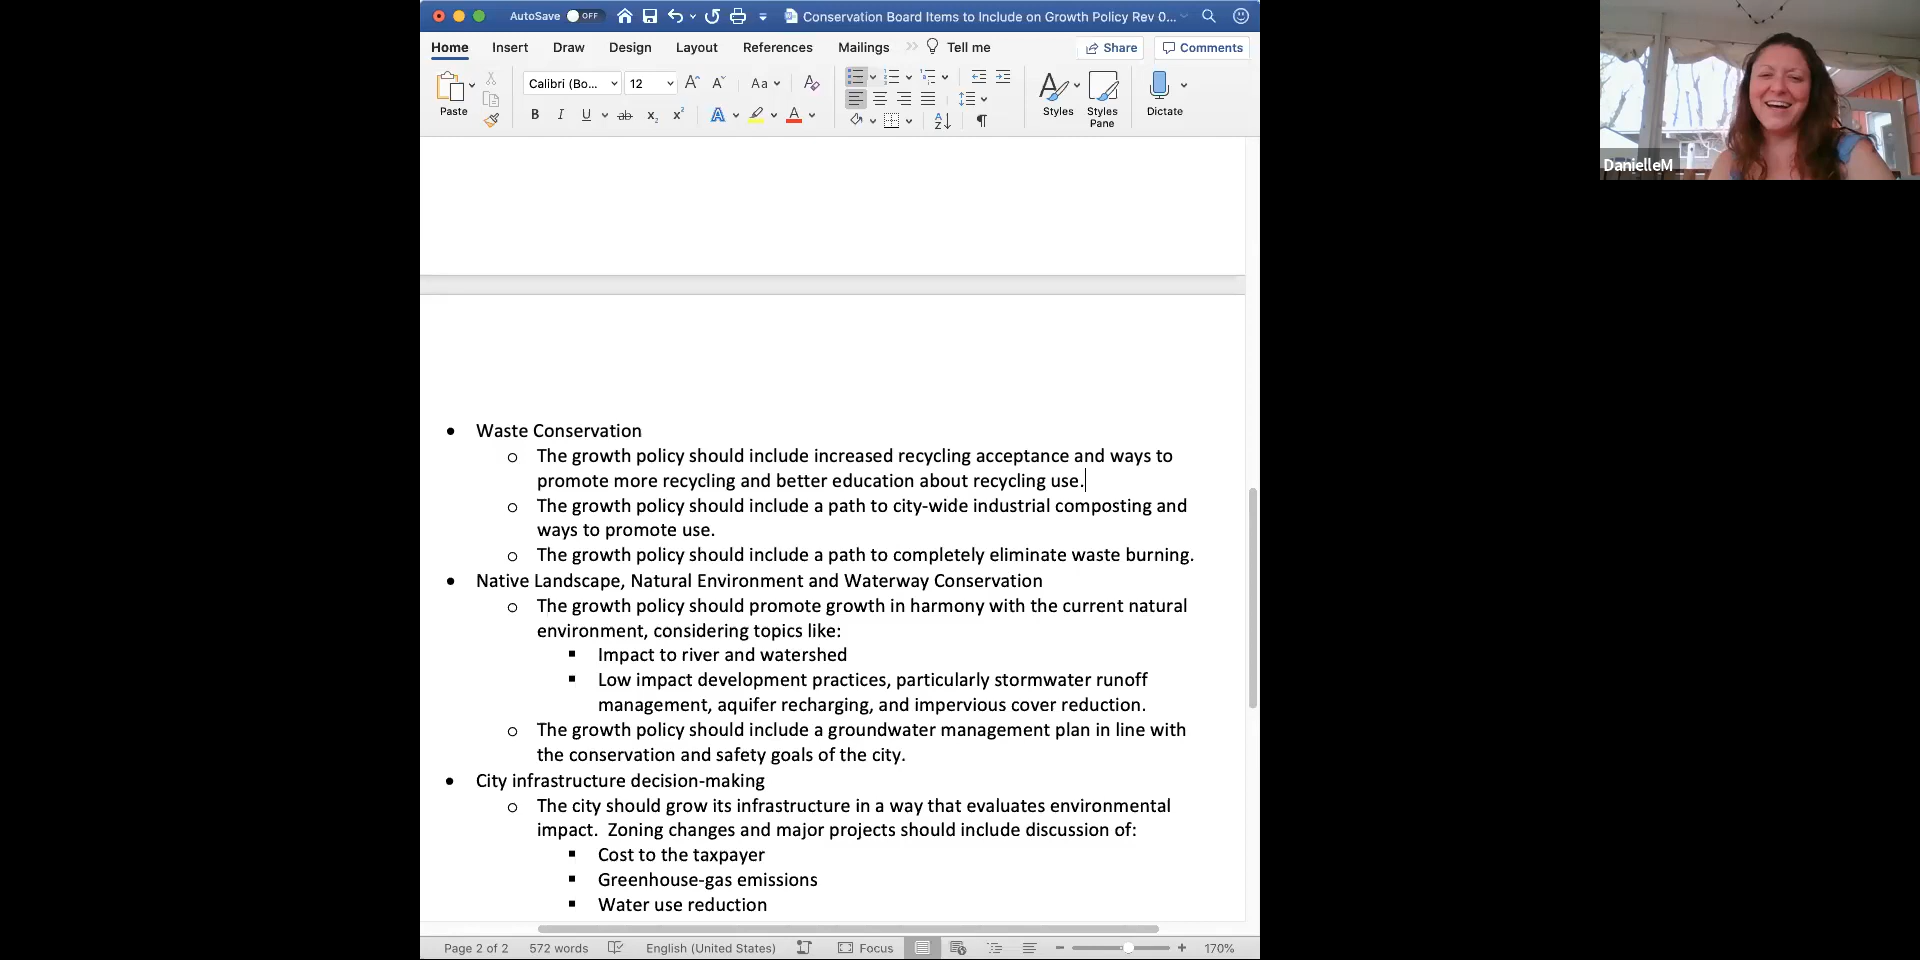 AutoSave OFF Conservation Board Items to Include on Growth Policy Rev 0...
Home Insert Draw Design Layout References Mailings Tell me Share Comments
Calibri (Bo... 12 Aa
Paste B I U ab x₂ x² A A Styles Styles Pane Dictate
DanielleM
• Waste Conservation
o The growth policy should include increased recycling acceptance and ways to
promote more recycling and better education about recycling use.
o The growth policy should include a path to city-wide industrial composting and
ways to promote use.
o The growth policy should include a path to completely eliminate waste burning.
• Native Landscape, Natural Environment and Waterway Conservation
o The growth policy should promote growth in harmony with the current natural
environment, considering topics like:
▪ Impact to river and watershed
▪ Low impact development practices, particularly stormwater runoff
management, aquifer recharging, and impervious cover reduction.
o The growth policy should include a groundwater management plan in line with
the conservation and safety goals of the city.
• City infrastructure decision-making
o The city should grow its infrastructure in a way that evaluates environmental
impact. Zoning changes and major projects should include discussion of:
▪ Cost to the taxpayer
▪ Greenhouse-gas emissions
▪ Water use reduction
Page 2 of 2 572 words English (United States) Focus 170%